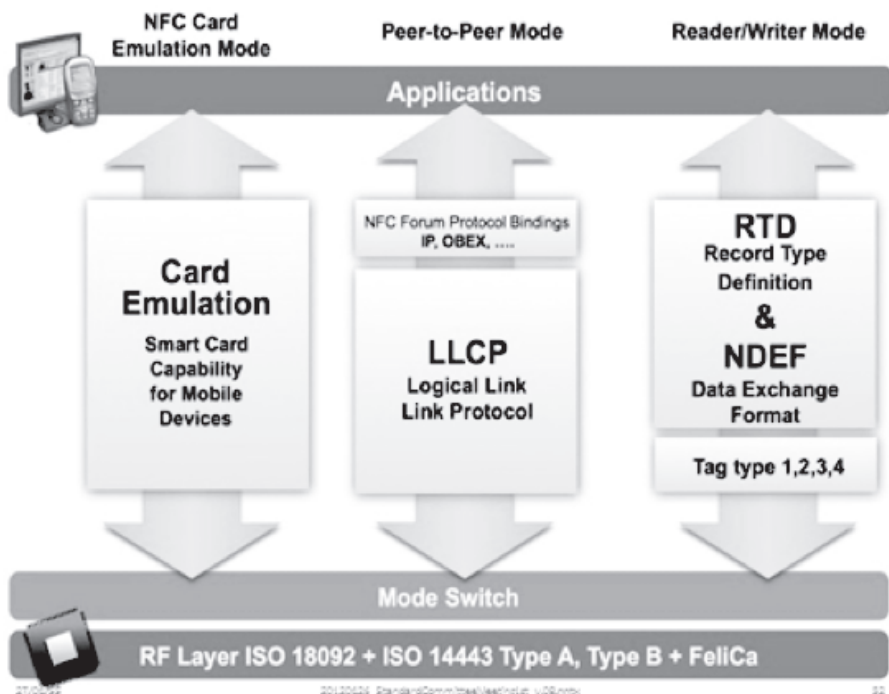 NFC Card
Emulation Mode
Peer-to-Peer Mode
Reader/Writer Mode
Applications
Card
Emulation
Smart Card
Capability
for Mobile
Devices
NFC Forum Protocol Bindings
IP, OBEX, ....
LLCP
Logical Link
Link Protocol
RTD
Record Type
Definition
&
NDEF
Data Exchange
Format
Tag type 1,2,3,4
Mode Switch
RF Layer ISO 18092 + ISO 14443 Type A, Type B + FeliCa